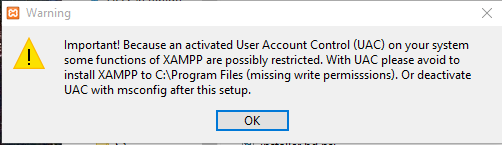 Warning
Important! Because an activated User Account Control (UAC) on your system
some functions of XAMPP are possibly restricted. With UAC please avoid to
install XAMPP to C:\Program Files (missing write permisssions). Or deactivate
UAC with msconfig after this setup.
OK